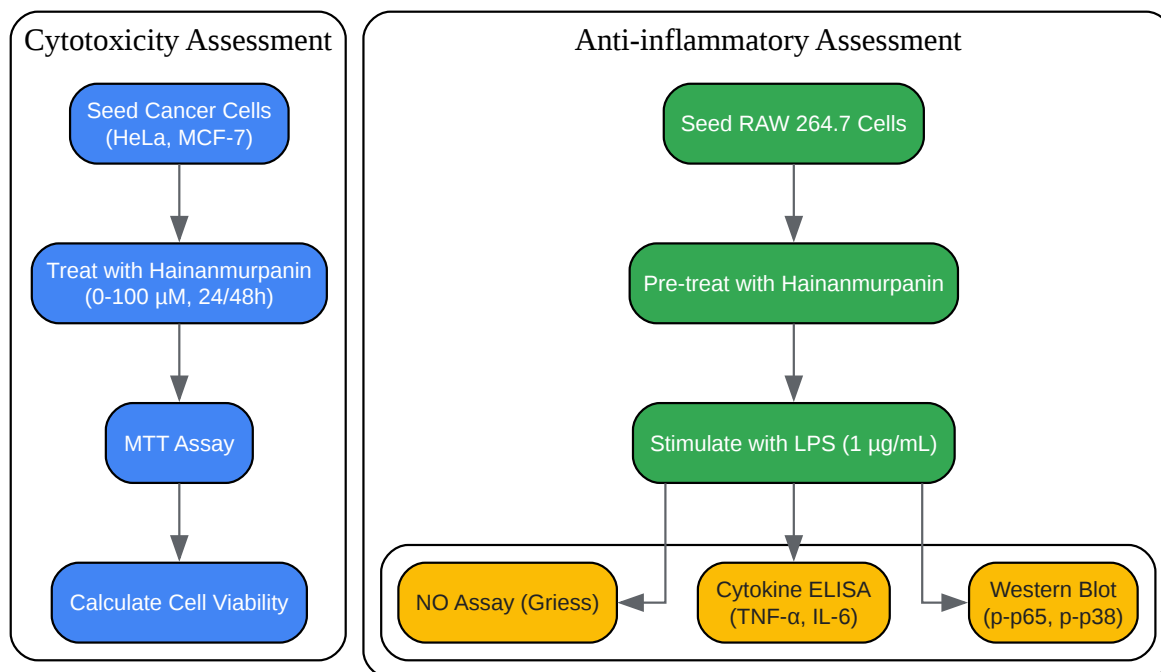 Cytotoxicity Assessment
Seed Cancer Cells
(HeLa, MCF-7)
Treat with Hainanmurpanin
(0-100 µM, 24/48h)
MTT Assay
Calculate Cell Viability
Anti-inflammatory Assessment
Seed RAW 264.7 Cells
Pre-treat with Hainanmurpanin
Stimulate with LPS (1 µg/mL)
NO Assay (Griess)
Cytokine ELISA
(TNF-α, IL-6)
Western Blot
(p-p65, p-p38)